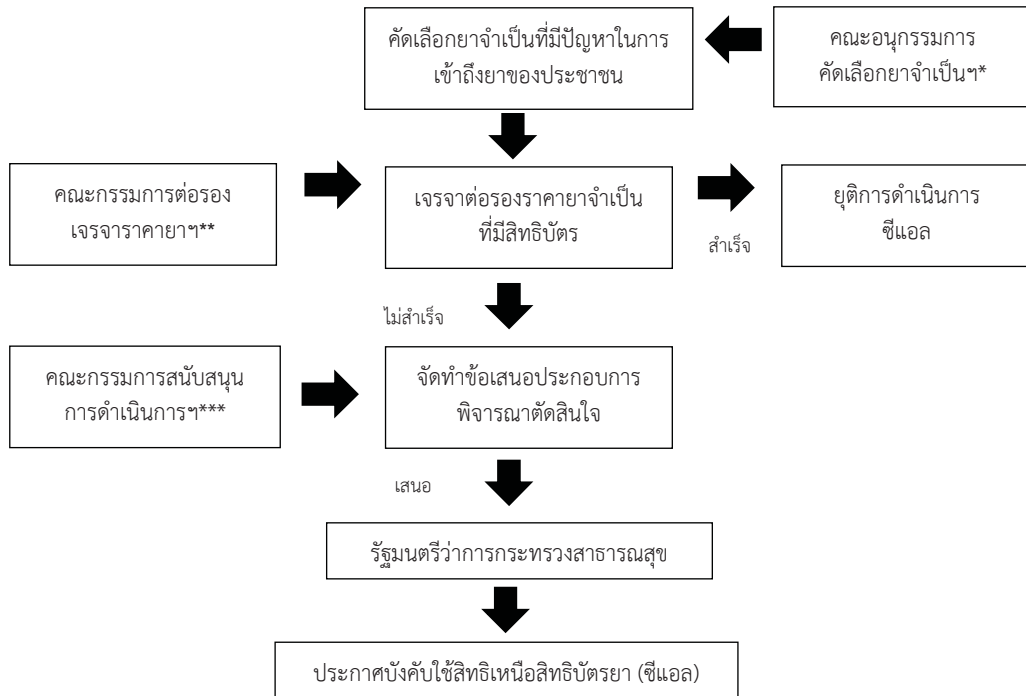 คัดเลือกยาจำเป็นที่มีปัญหาในการ
เข้าถึงยาของประชาชน
คณะอนุกรรมการ
คัดเลือกยาจำเป็นฯ*
คณะกรรมการต่อรอง
เจรจาราคายาฯ**
เจรจาต่อรองราคายาจำเป็น
ที่มีสิทธิบัตร
สำเร็จ
ยุติการดำเนินการ
ซีแอล
ไม่สำเร็จ
คณะกรรมการสนับสนุน
การดำเนินการฯ***
จัดทำข้อเสนอประกอบการ
พิจารณาตัดสินใจ
เสนอ
รัฐมนตรีว่าการกระทรวงสาธารณสุข
ประกาศบังคับใช้สิทธิเหนือสิทธิบัตรยา (ซีแอล)